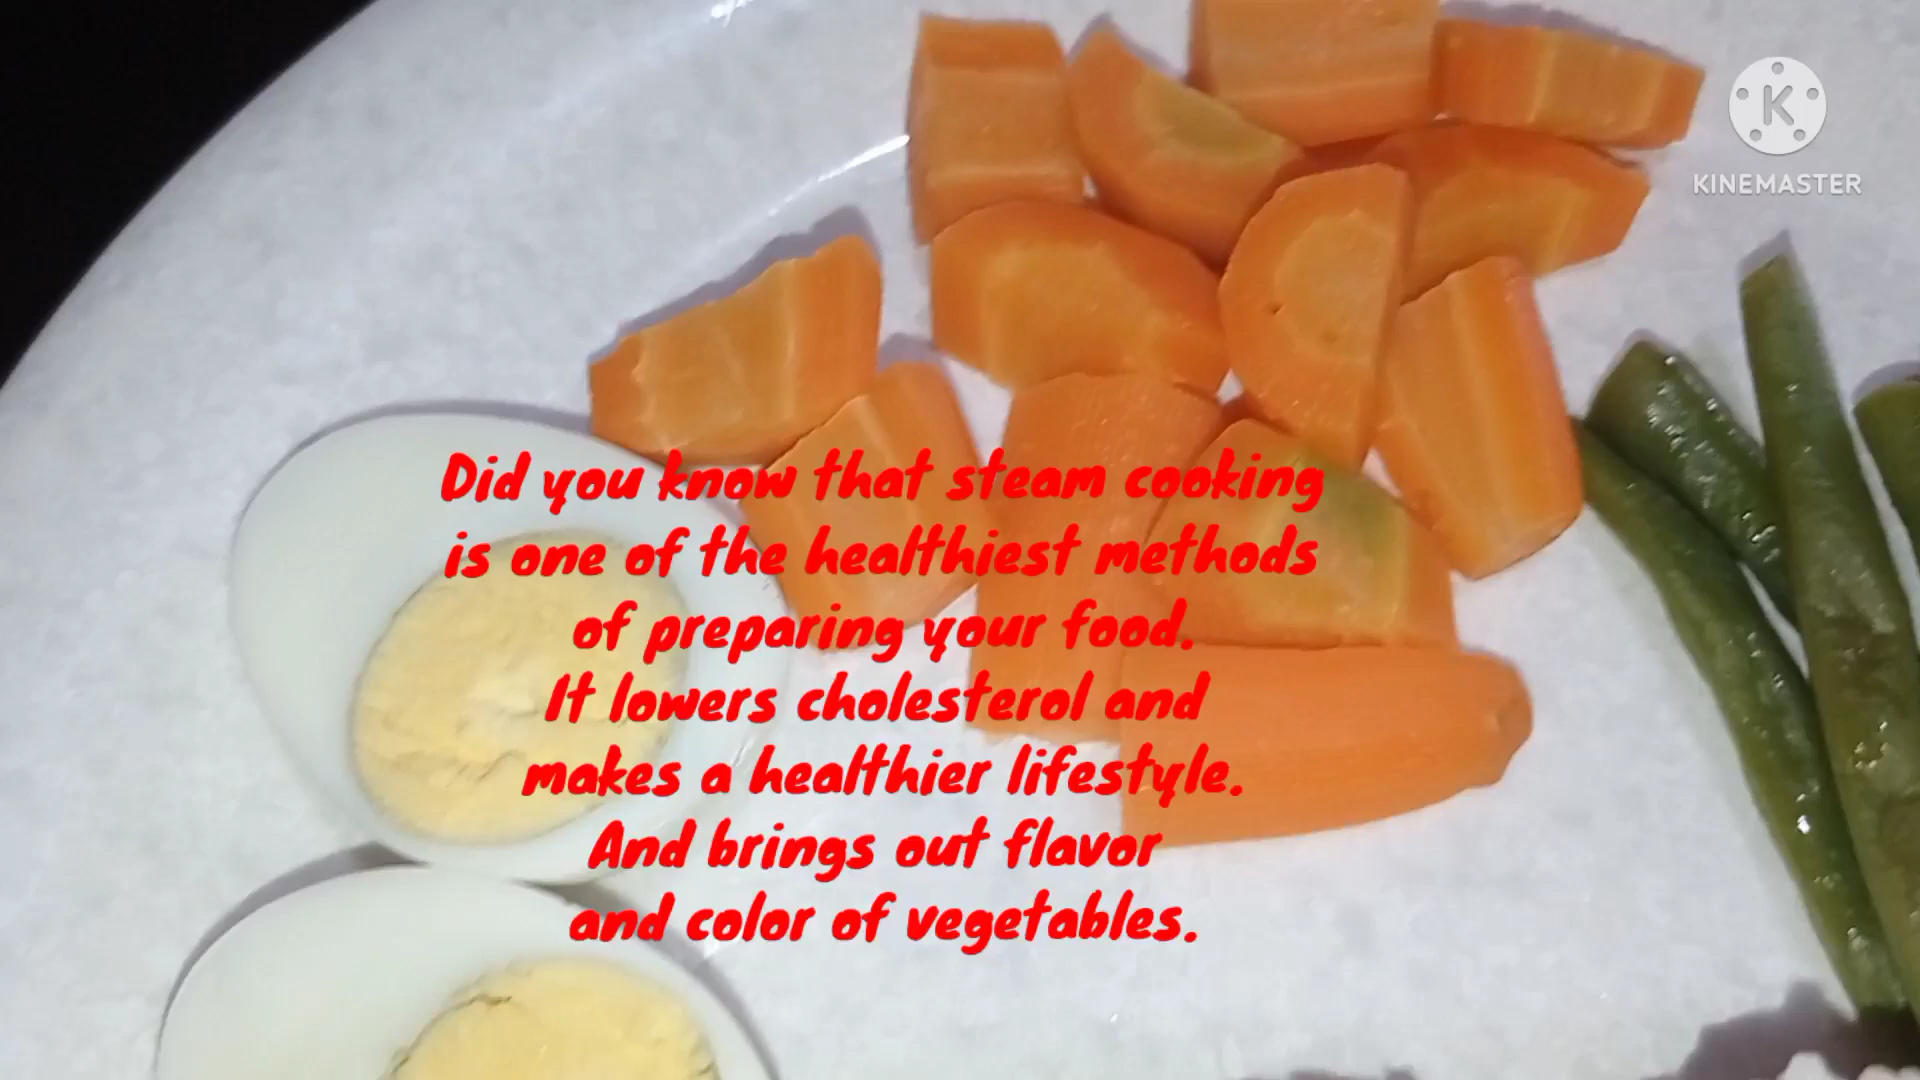 K
KINEMASTER
Did you know that steam cooking
is one of the healthiest methods
of preparing your food.
It lowers cholesterol and
makes a healthier lifestyle.
And brings out flavor
and color of vegetables.